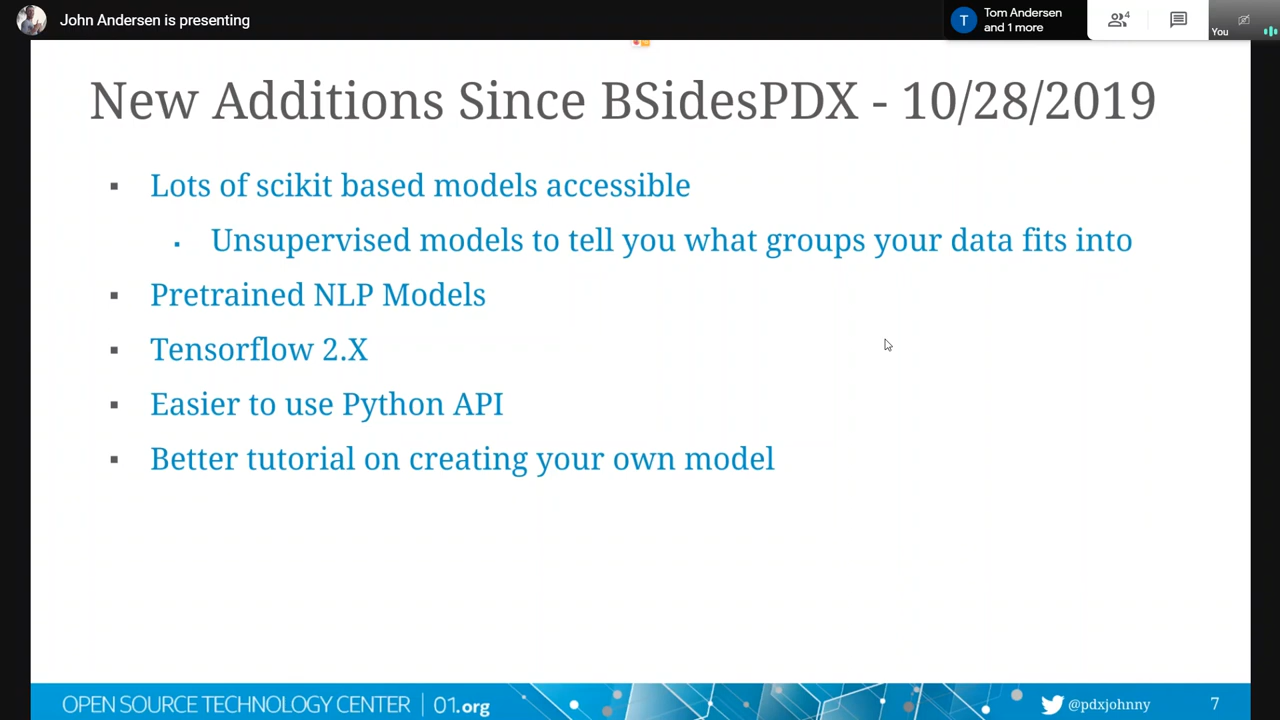 John Andersen is presenting
T
Tom Andersen
and 1 more
4
You
New Additions Since BSidesPDX - 10/28/2019
Lots of scikit based models accessible
Unsupervised models to tell you what groups your data fits into
Pretrained NLP Models
Tensorflow 2.X
Easier to use Python API
Better tutorial on creating your own model
OPEN SOURCE TECHNOLOGY CENTER | 01.org
@pdxjohnny
7